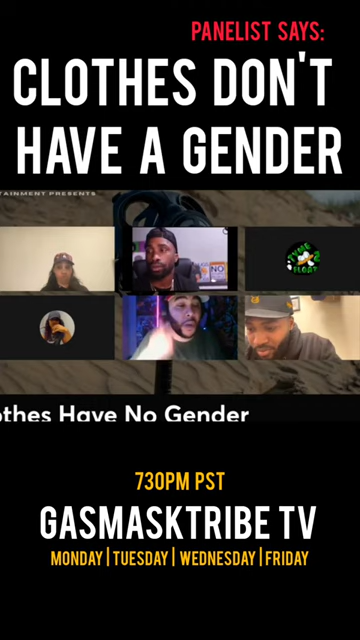 PANELIST SAYS:
CLOTHES DON'T
HAVE A GENDER
TAINMENT PRESENTS
othes Have No Gender
730PM PST
GASMASKTRIBE TV
MONDAY | TUESDAY | WEDNESDAY | FRIDAY